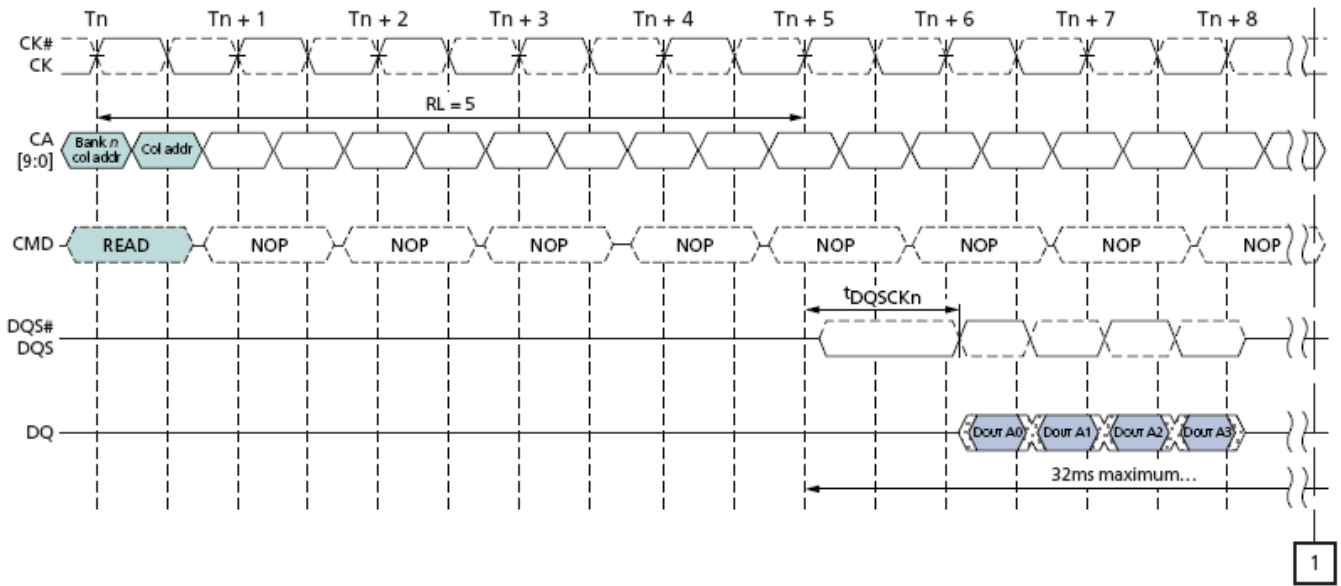 Tn Tn + 1 Tn + 2 Tn + 3 Tn + 4 Tn + 5 Tn + 6 Tn + 7 Tn + 8
CK#
CK
RL = 5
CA
[9:0]
Bank n
col addr
Col addr
CMD READ NOP NOP NOP NOP NOP NOP NOP NOP
tDQSCKn
DQS#
DQS
DQ DOUT A0 DOUT A1 DOUT A2 DOUT A3
32ms maximum...
1